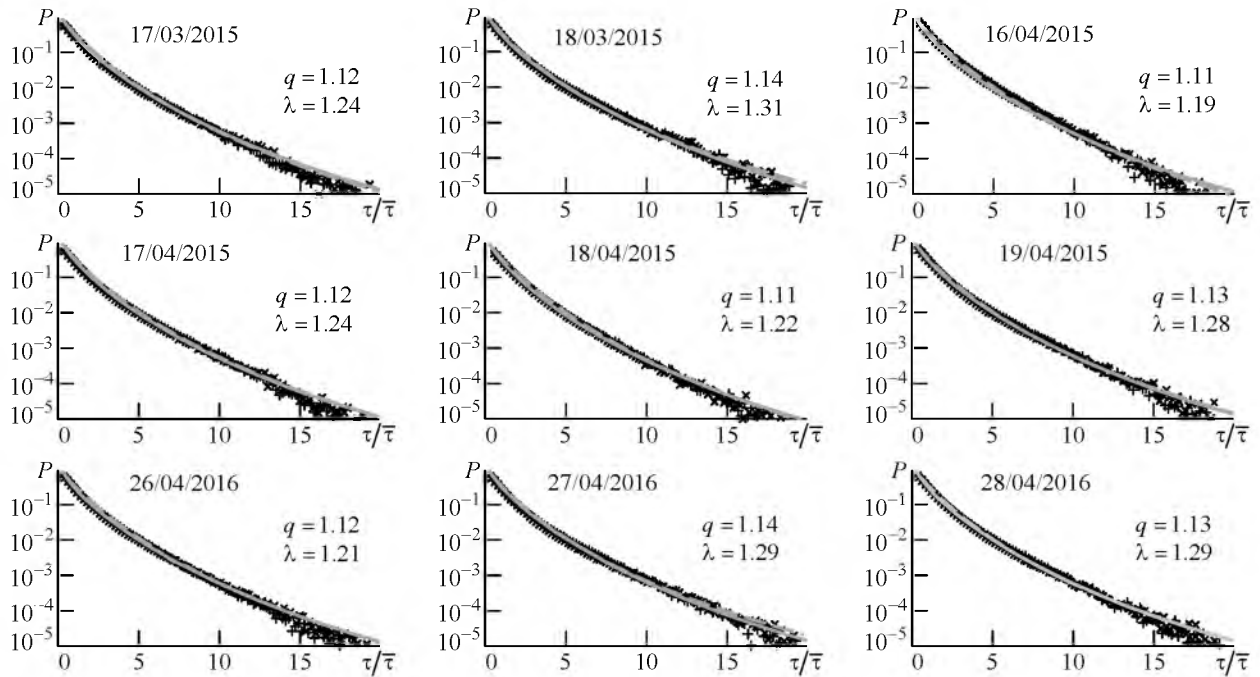 P
17/03/2015
q = 1.12
λ = 1.24
10⁻¹
10⁻²
10⁻³
10⁻⁴
10⁻⁵
0 5 10 15 τ/τ̅
P
18/03/2015
q = 1.14
λ = 1.31
10⁻¹
10⁻²
10⁻³
10⁻⁴
10⁻⁵
0 5 10 15 τ/τ̅
P
16/04/2015
q = 1.11
λ = 1.19
10⁻¹
10⁻²
10⁻³
10⁻⁴
10⁻⁵
0 5 10 15 τ/τ̅
P
17/04/2015
q = 1.12
λ = 1.24
10⁻¹
10⁻²
10⁻³
10⁻⁴
10⁻⁵
0 5 10 15 τ/τ̅
P
18/04/2015
q = 1.11
λ = 1.22
10⁻¹
10⁻²
10⁻³
10⁻⁴
10⁻⁵
0 5 10 15 τ/τ̅
P
19/04/2015
q = 1.13
λ = 1.28
10⁻¹
10⁻²
10⁻³
10⁻⁴
10⁻⁵
0 5 10 15 τ/τ̅
P
26/04/2016
q = 1.12
λ = 1.21
10⁻¹
10⁻²
10⁻³
10⁻⁴
10⁻⁵
0 5 10 15 τ/τ̅
P
27/04/2016
q = 1.14
λ = 1.29
10⁻¹
10⁻²
10⁻³
10⁻⁴
10⁻⁵
0 5 10 15 τ/τ̅
P
28/04/2016
q = 1.13
λ = 1.29
10⁻¹
10⁻²
10⁻³
10⁻⁴
10⁻⁵
0 5 10 15 τ/τ̅